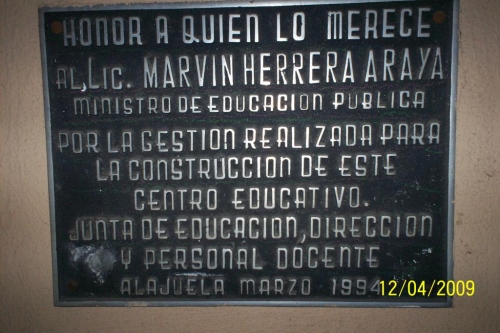 HONOR A QUIEN LO MERECE
AL, LIC. MARVIN HERRERA ARAYA
MINISTRO DE EDUCACION PUBLICA
POR LA GESTION REALIZADA PARA
LA CONSTRUCCION DE ESTE
CENTRO EDUCATIVO.
JUNTA DE EDUCACION, DIRECCION
Y PERSONAL DOCENTE
ALAJUELA MARZO 1994
12/04/2009